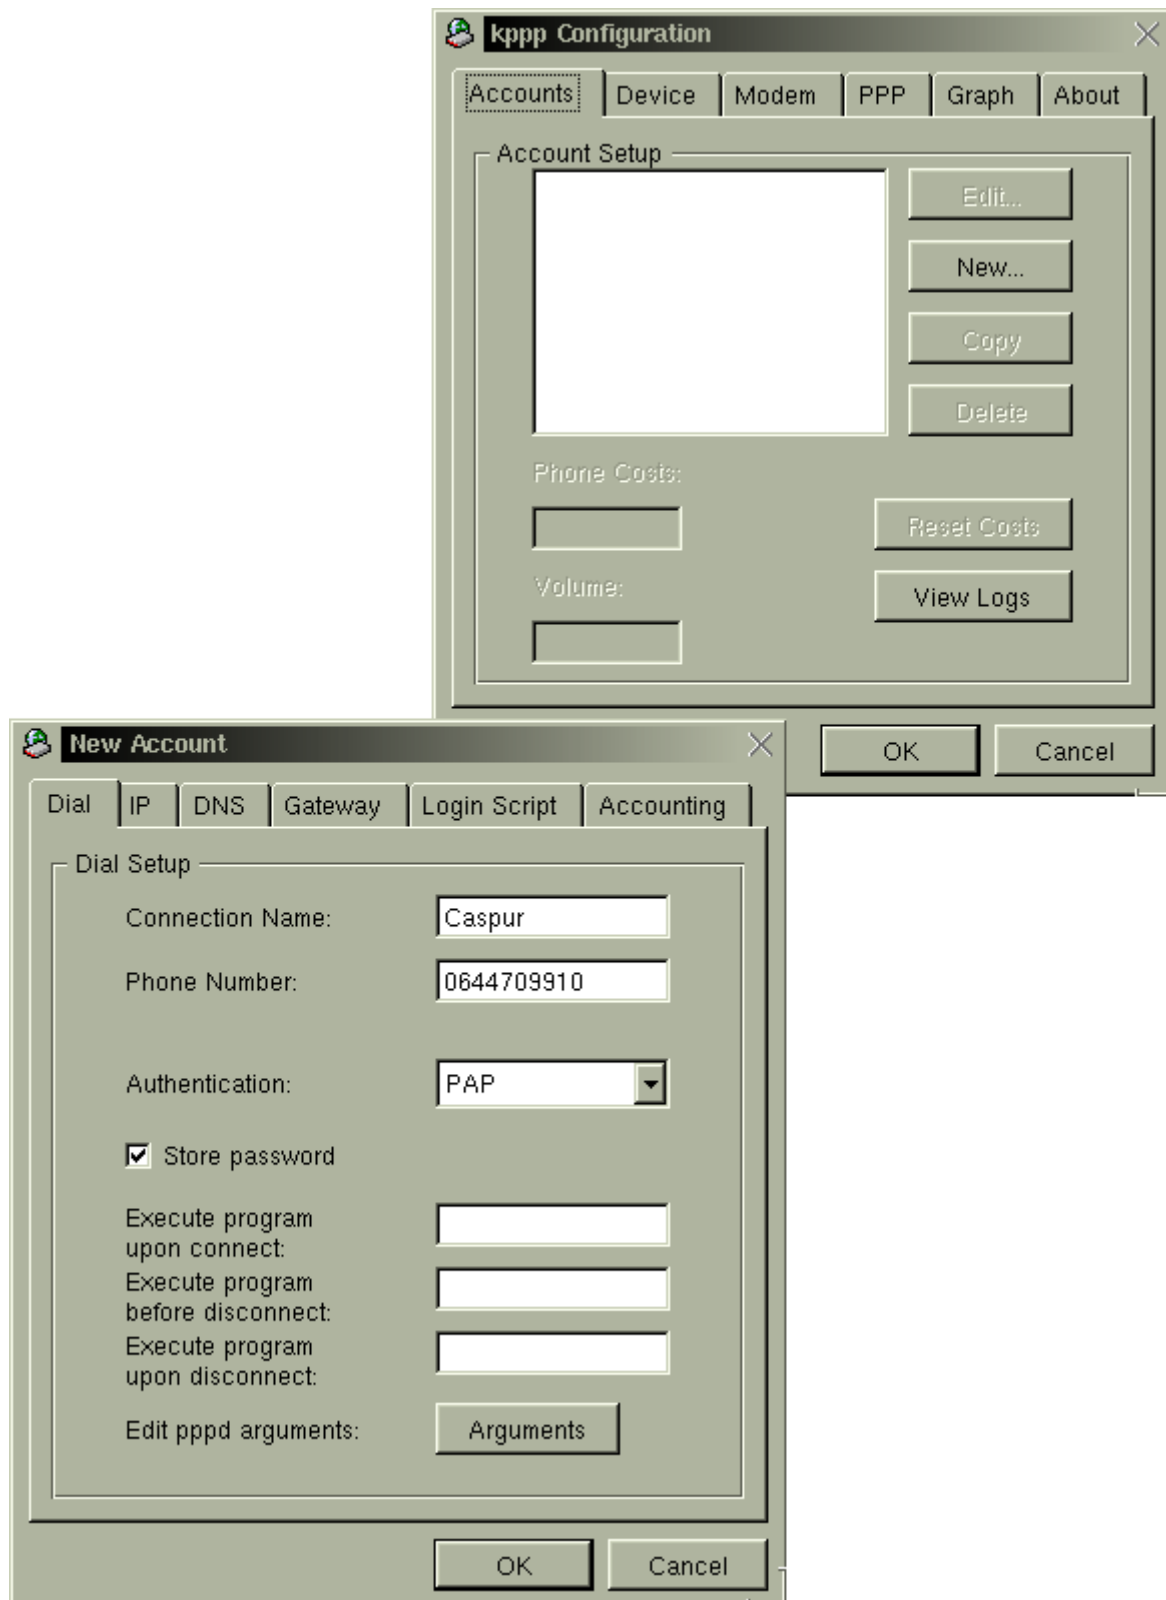 kppp Configuration
Accounts Device Modem PPP Graph About
Account Setup
Edit...
New...
Copy
Delete
Phone Costs:
Reset Costs
Volume:
View Logs
OK Cancel
New Account
Dial IP DNS Gateway Login Script Accounting
Dial Setup
Connection Name: Caspur
Phone Number: 0644709910
Authentication: PAP
Store password
Execute program
upon connect:
Execute program
before disconnect:
Execute program
upon disconnect:
Edit pppd arguments: Arguments
OK Cancel